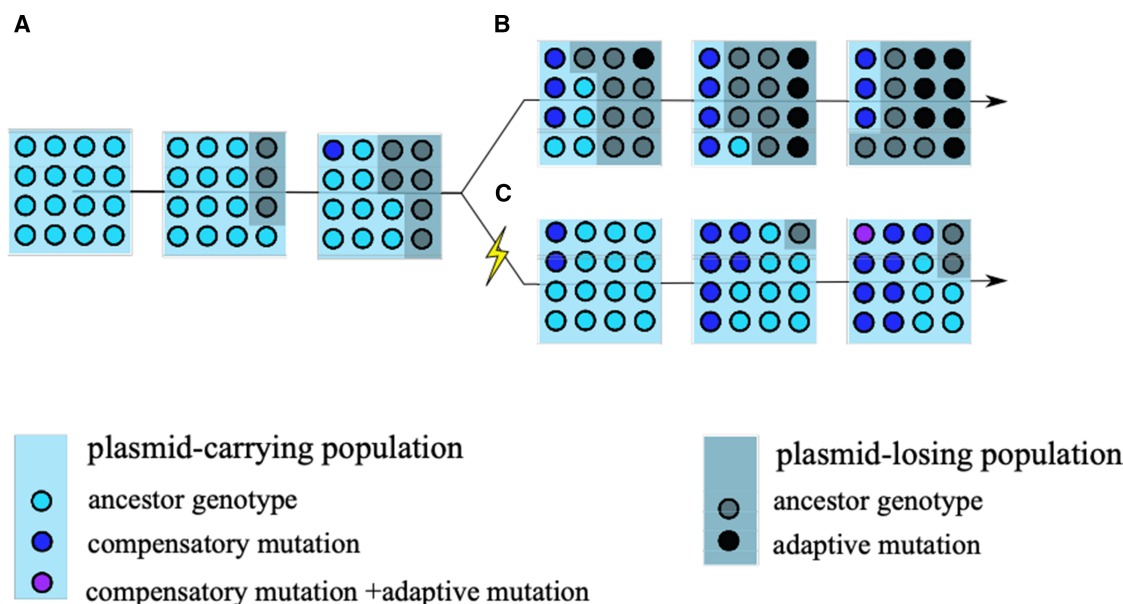 A
B
C
plasmid-carrying population
ancestor genotype
compensatory mutation
compensatory mutation +adaptive mutation
plasmid-losing population
ancestor genotype
adaptive mutation